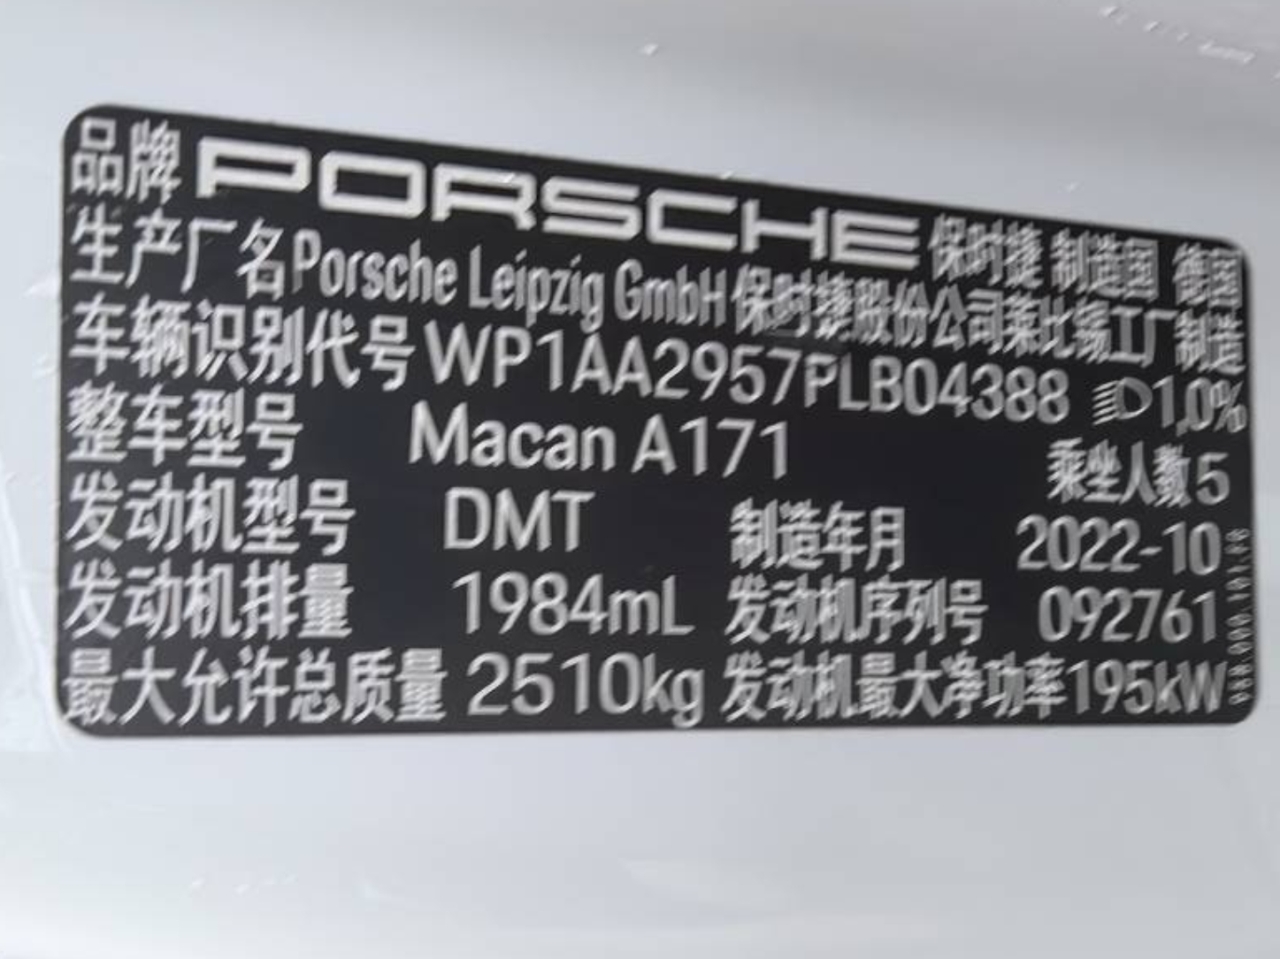 品牌 PORSCHE 保时捷 制造国 德国
生产厂名 Porsche Leipzig GmbH 保时捷股份公司莱比锡工厂 制造
车辆识别代号 WP1AA2957PLB04388 1,0%
整车型号 Macan A171 乘坐人数 5
发动机型号 DMT 制造年月 2022-10
发动机排量 1984mL 发动机序列号 092761
最大允许总质量 2510kg 发动机最大净功率 195kW